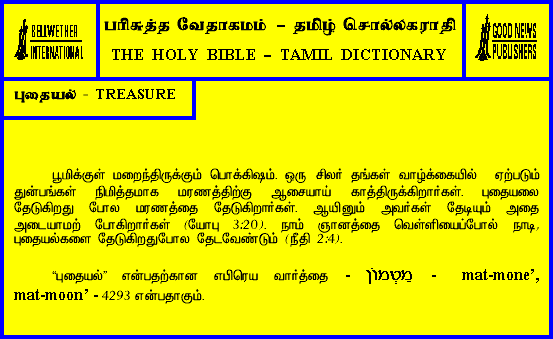 BELLWETHER
INTERNATIONAL
பரிசுத்த வேதாகமம் – தமிழ் சொல்லகராதி
THE HOLY BIBLE – TAMIL DICTIONARY
GOOD NEWS
PUBLISHERS
புதையல் - TREASURE
பூமிக்குள் மறைந்திருக்கும் பொக்கிஷம். ஒரு சிலர் தங்கள் வாழ்க்கையில் ஏற்படும்
துன்பங்கள் நிமித்தமாக மரணத்திற்கு ஆசையாய் காத்திருக்கிறார்கள். புதையலை
தேடுகிறது போல மரணத்தை தேடுகிறார்கள். ஆயினும் அவர்கள் தேடியும் அதை
அடையாமற் போகிறார்கள் (யோபு 3:20). நாம் ஞானத்தை வெள்ளியைப்போல் நாடி,
புதையல்களை தேடுகிறதுபோல தேடவேண்டும் (நீதி 2:4).
“புதையல்” என்பதற்கான எபிரெய வார்த்தை - מַטְמוֹן - mat-mone’,
mat-moon’ - 4293 என்பதாகும்.